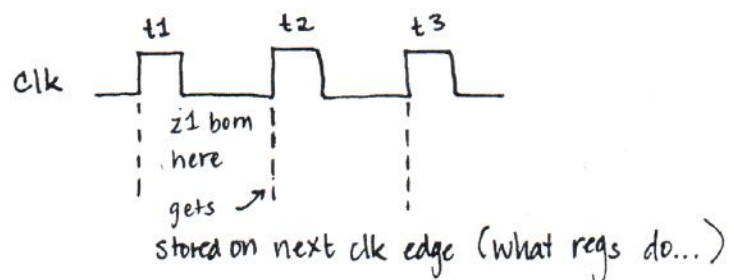 t1 t2 t3
Clk
z1 born
here
gets
stored on next clk edge (what regs do...)